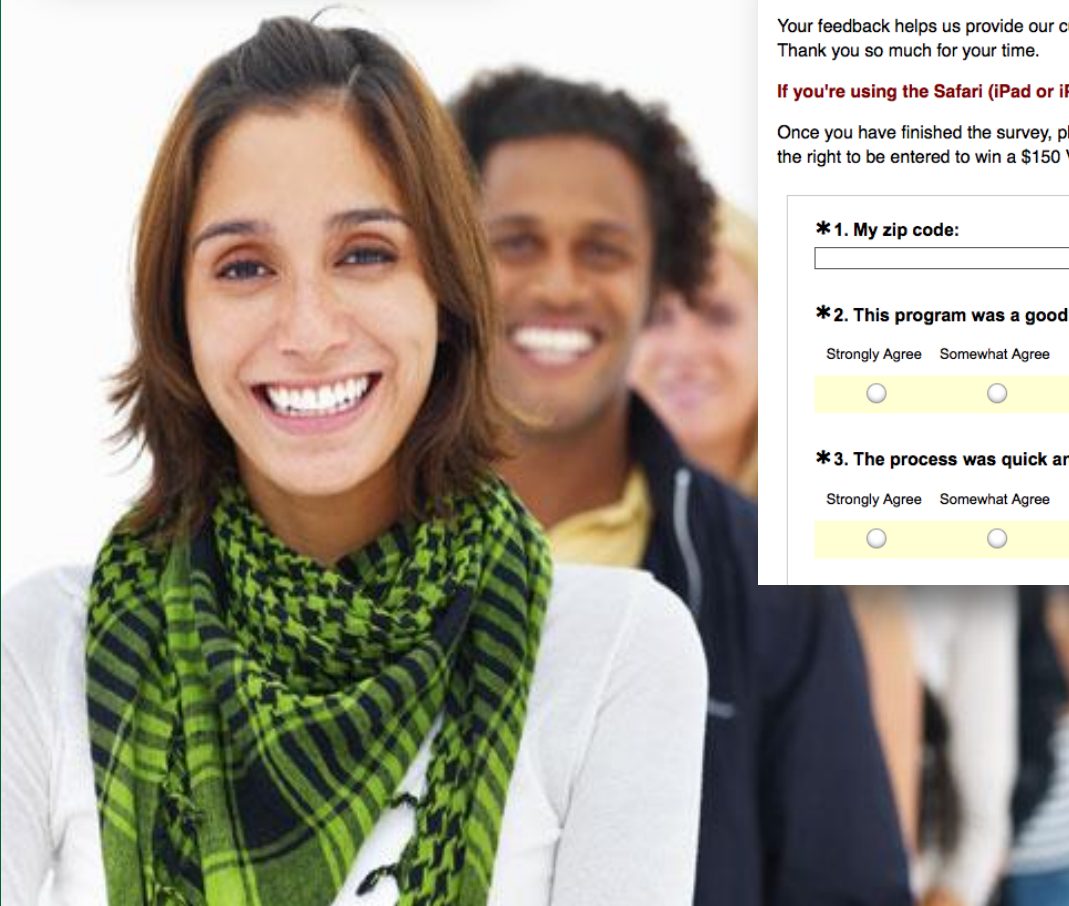 Your feedback helps us provide our
Thank you so much for your time.
If you're using the Safari (iPad or
Once you have finished the survey,
the right to be entered to win a $150
*1. My zip code:
*2. This program was a good
Strongly Agree Somewhat Agree
*3. The process was quick
Strongly Agree Somewhat Agree